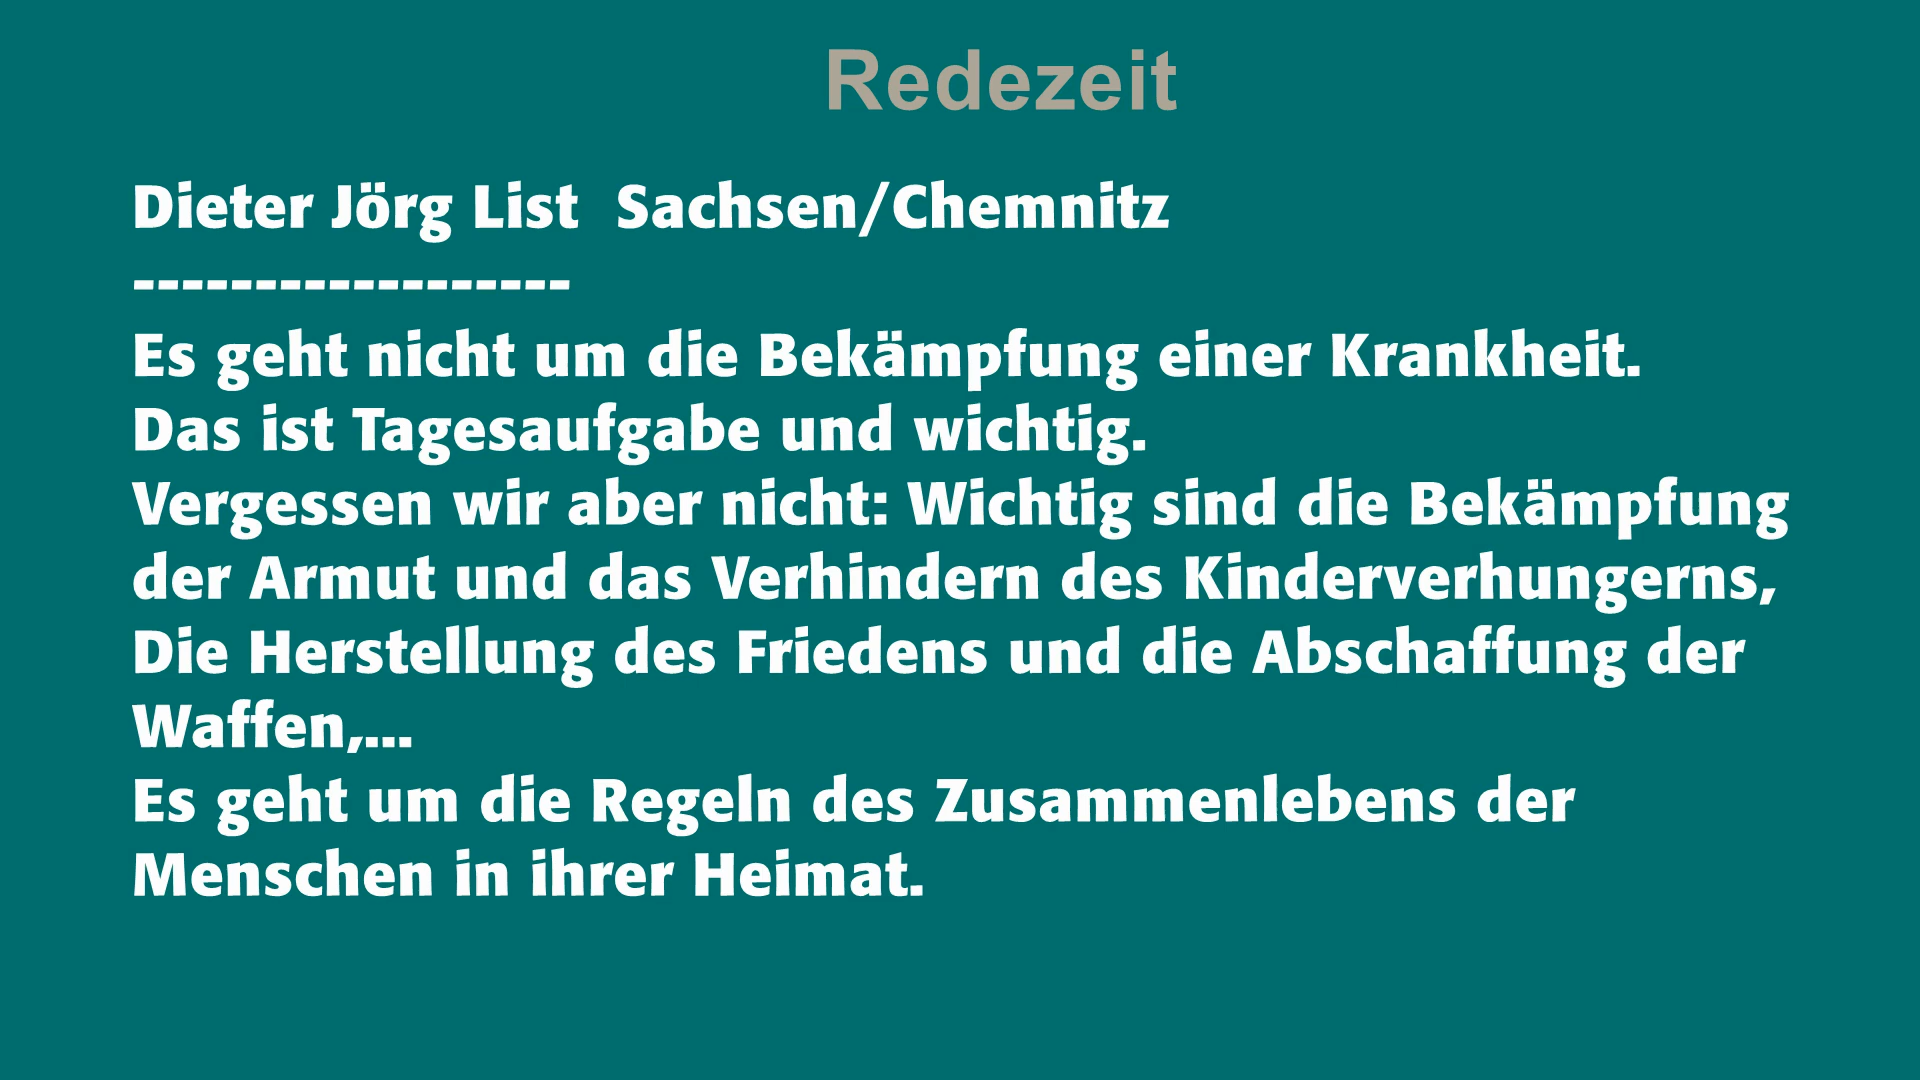 Redezeit
Dieter Jörg List  Sachsen/Chemnitz
------------------
Es geht nicht um die Bekämpfung einer Krankheit.
Das ist Tagesaufgabe und wichtig.
Vergessen wir aber nicht: Wichtig sind die Bekämpfung
der Armut und das Verhindern des Kinderverhungerns,
Die Herstellung des Friedens und die Abschaffung der
Waffen,...
Es geht um die Regeln des Zusammenlebens der
Menschen in ihrer Heimat.